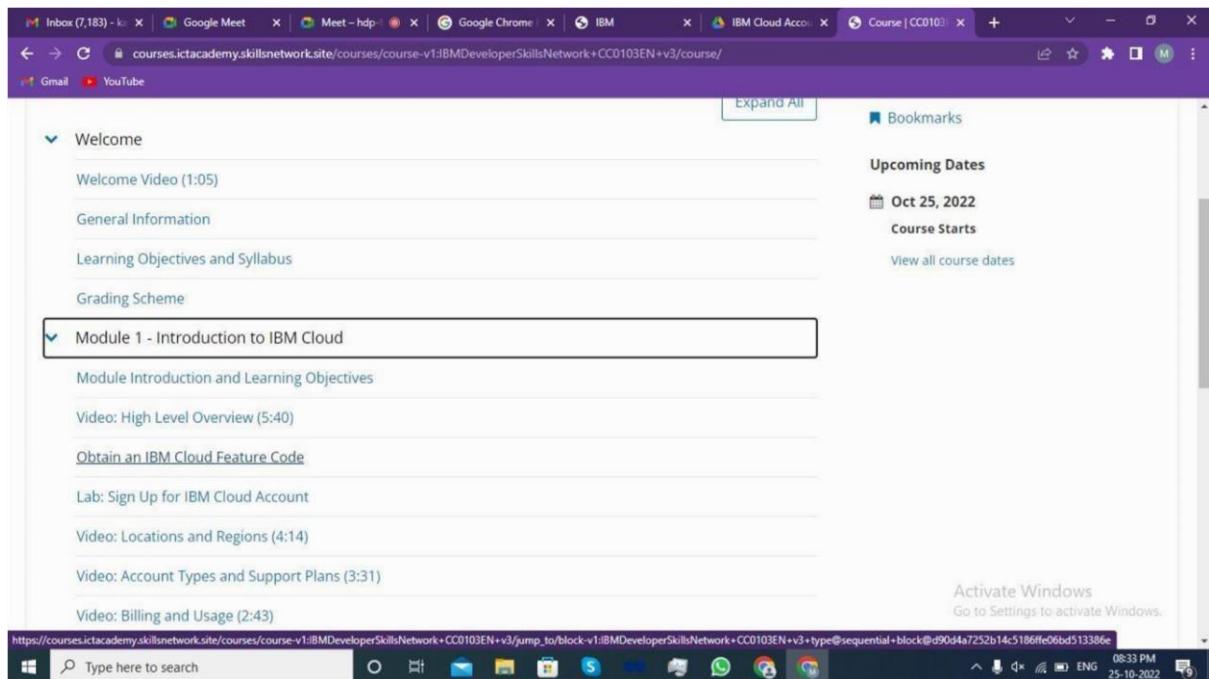 Inbox (7,183) - k
Google Meet
Meet – hdp-
Google Chrome
IBM
IBM Cloud Accou
Course | CC0103
courses.ictacademy.skillsnetwork.site/courses/course-v1:IBMDeveloperSkillsNetwork+CC0103EN+v3/course/
M
Gmail
YouTube
Expand All
Bookmarks
Welcome
Welcome Video (1:05)
General Information
Learning Objectives and Syllabus
Grading Scheme
Upcoming Dates
Oct 25, 2022
Course Starts
View all course dates
Module 1 - Introduction to IBM Cloud
Module Introduction and Learning Objectives
Video: High Level Overview (5:40)
Obtain an IBM Cloud Feature Code
Lab: Sign Up for IBM Cloud Account
Video: Locations and Regions (4:14)
Video: Account Types and Support Plans (3:31)
Video: Billing and Usage (2:43)
Activate Windows
Go to Settings to activate Windows.
https://courses.ictacademy.skillsnetwork.site/courses/course-v1:IBMDeveloperSkillsNetwork+CC0103EN+v3/jump_to/block-v1:IBMDeveloperSkillsNetwork+CC0103EN+v3+type@sequential+block@d90d4a7252b14c5186ffe06bd513386e
Type here to search
ENG
08:33 PM
25-10-2022